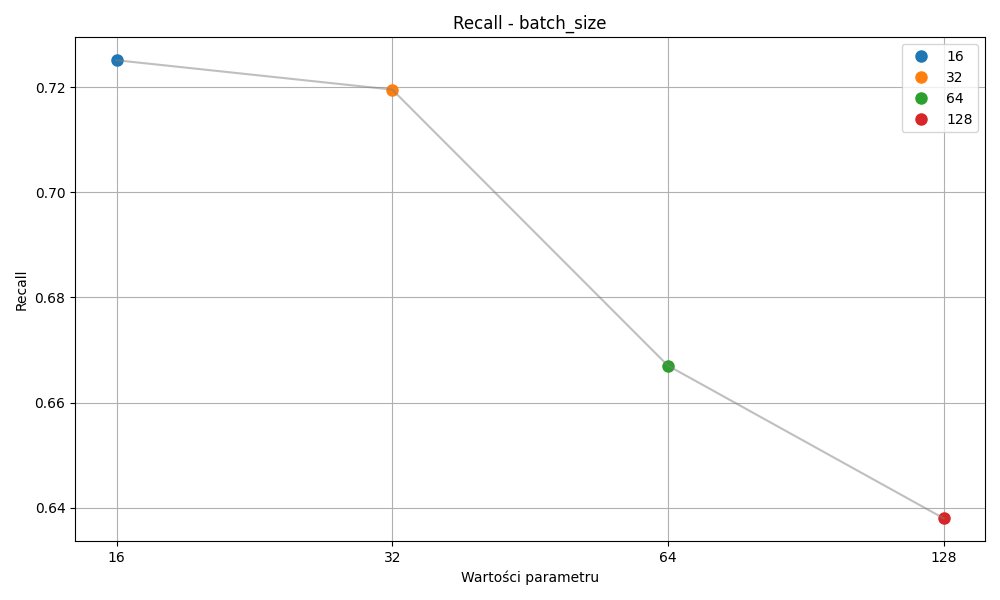 Recall - batch_size
16
32
64
128
0.72
0.70
0.68
0.66
0.64
Recall
16 32 64 128
Wartości parametru